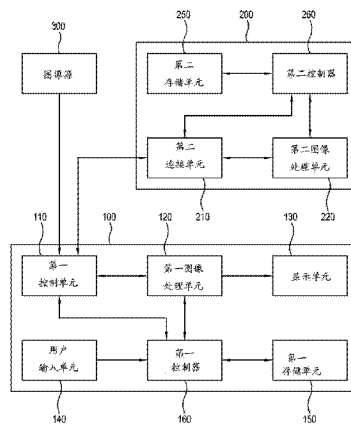 300
250
200
260
图像源
第二
存储单元
第二控制器
第二
连接单元
第二图像
处理单元
210
220
110
100
120
130
第一
控制单元
第一图像
处理单元
显示单元
用户
输入单元
第一
控制器
第一
存储单元
140
160
150